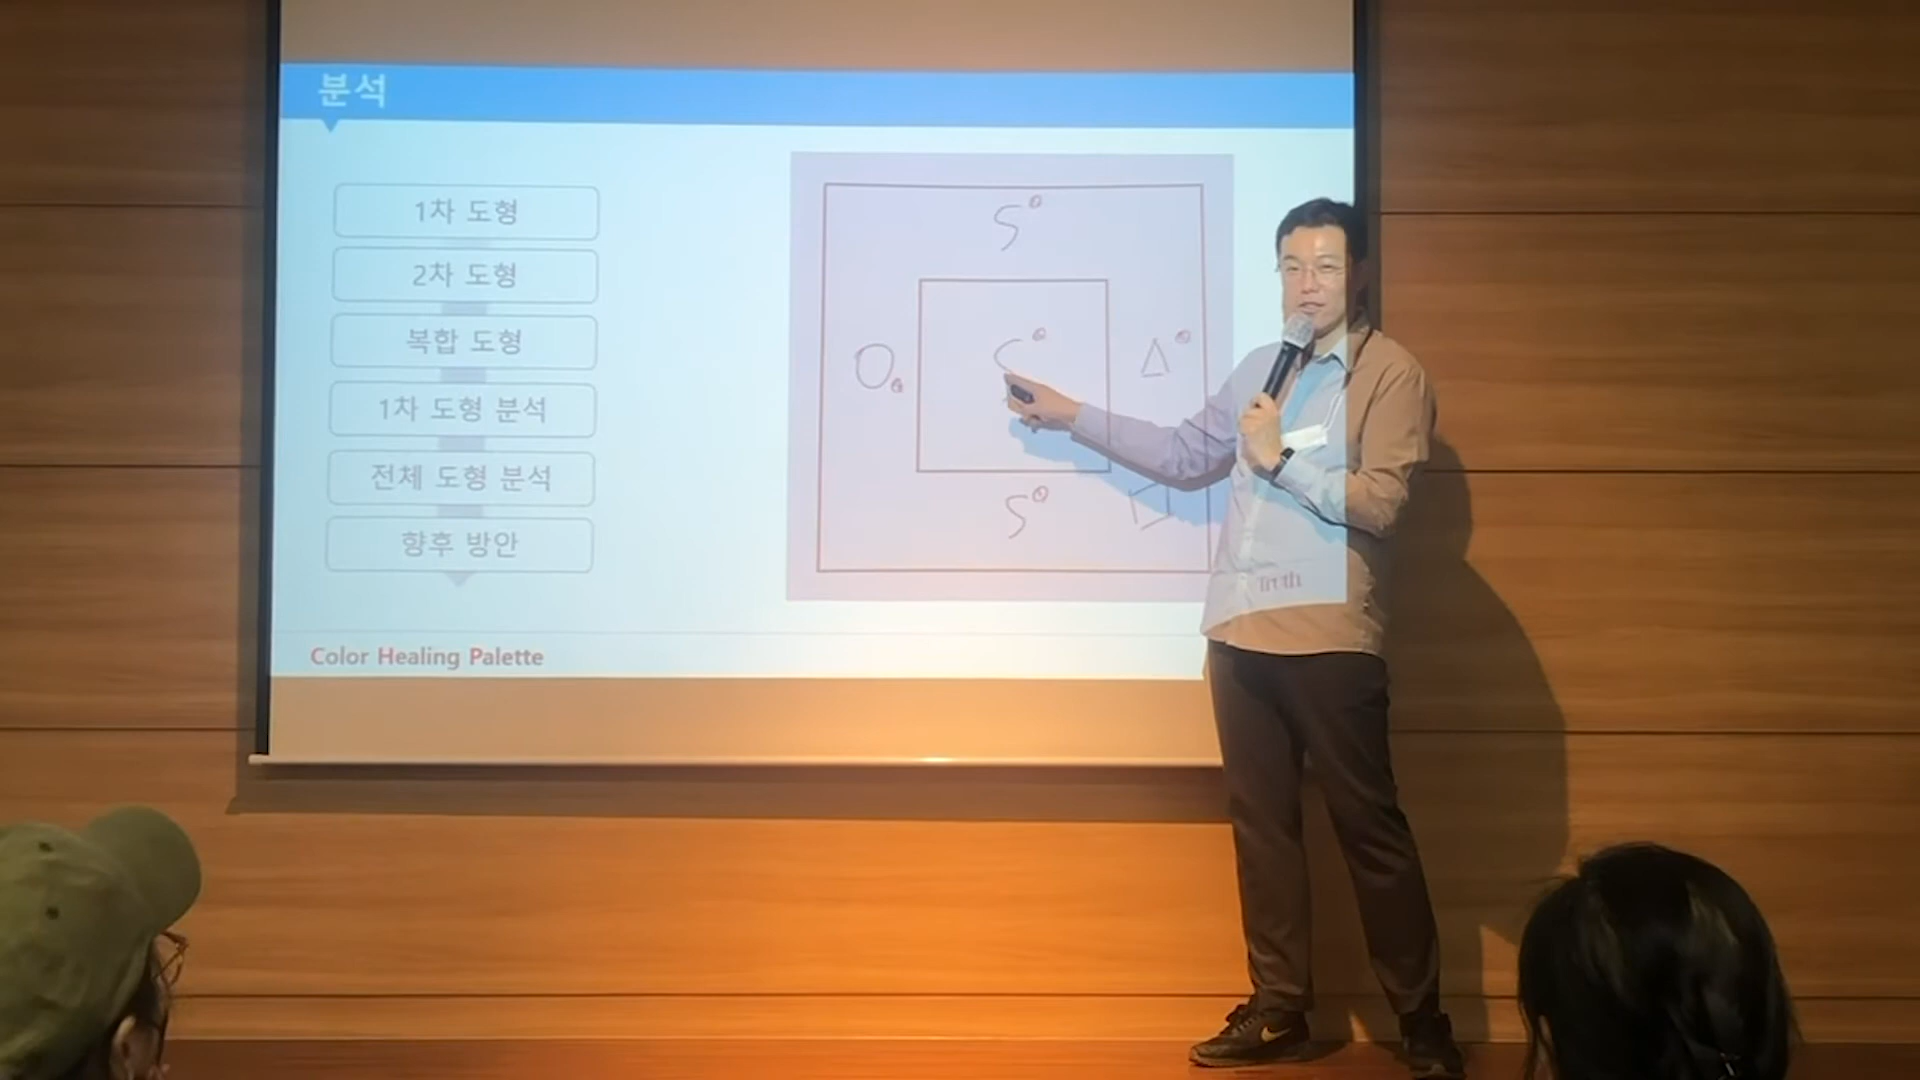 분석
1차 도형
2차 도형
복합 도형
1차 도형 분석
전체 도형 분석
향후 방안
S
S
Truth
Color Healing Palette